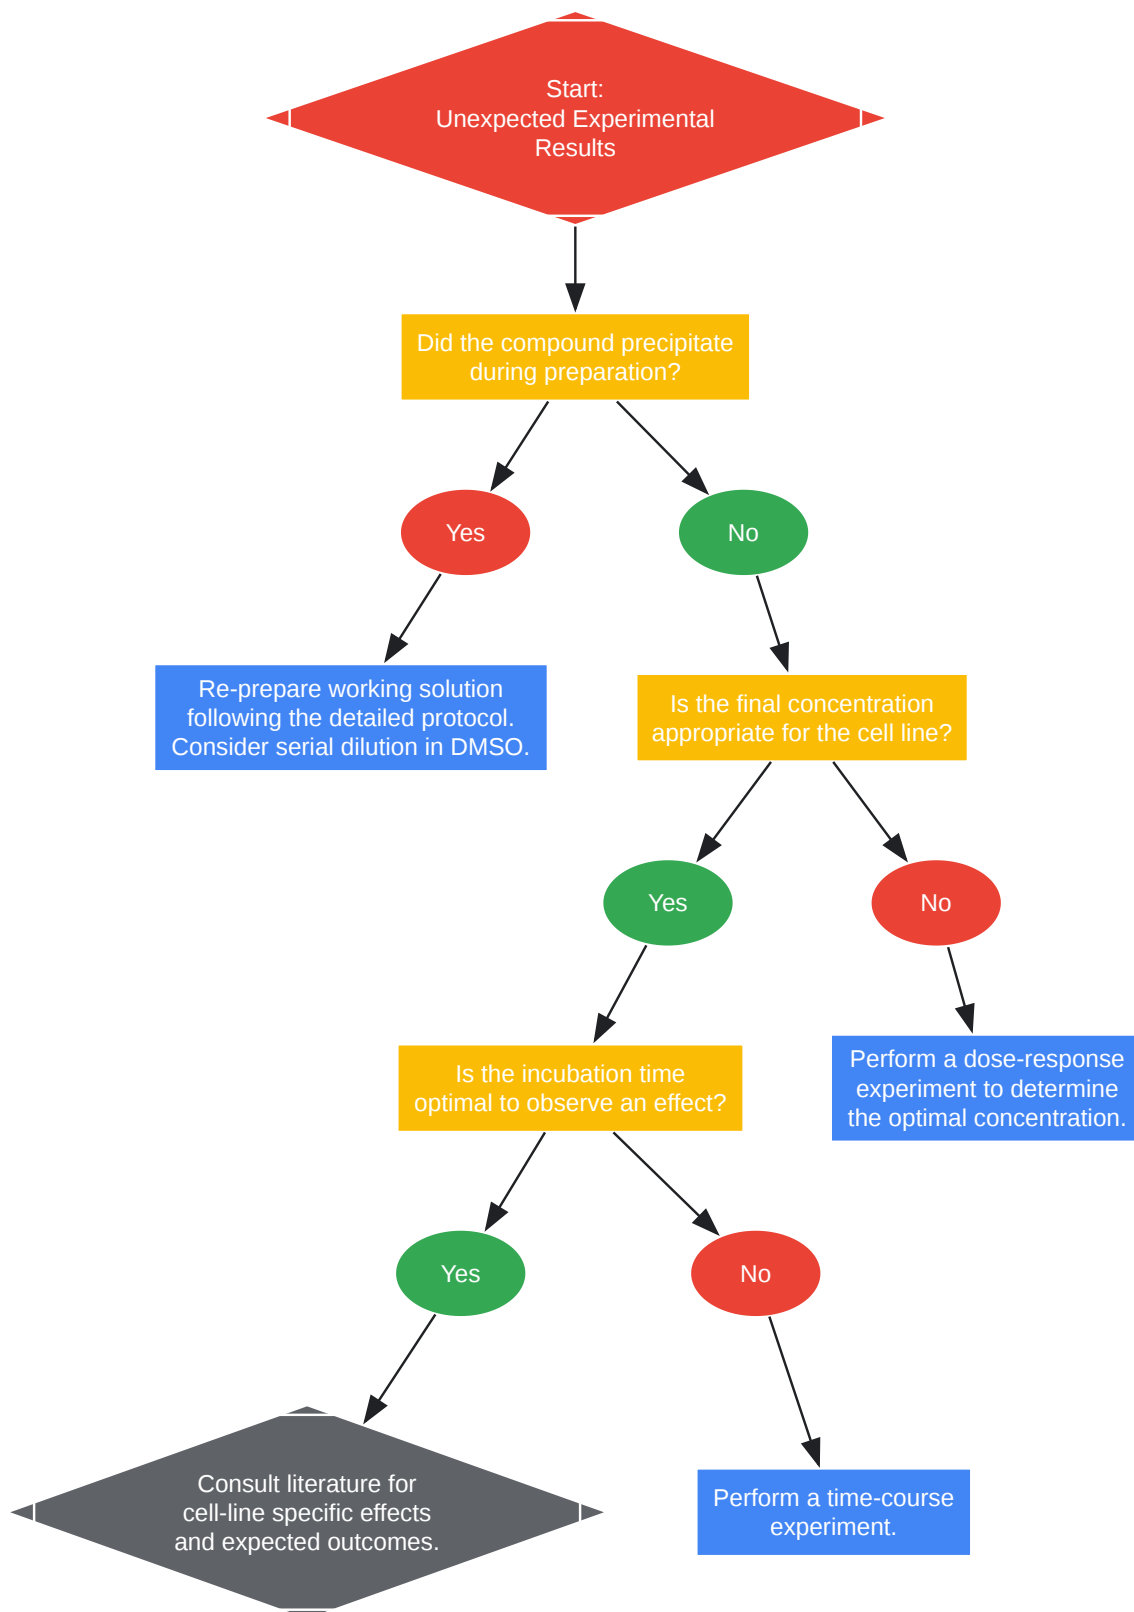 Start:
Unexpected Experimental
Results
Did the compound precipitate
during preparation?
Yes
No
Re-prepare working solution
following the detailed protocol.
Consider serial dilution in DMSO.
Is the final concentration
appropriate for the cell line?
Yes
No
Is the incubation time
optimal to observe an effect?
Perform a dose-response
experiment to determine
the optimal concentration.
Yes
No
Consult literature for
cell-line specific effects
and expected outcomes.
Perform a time-course
experiment.